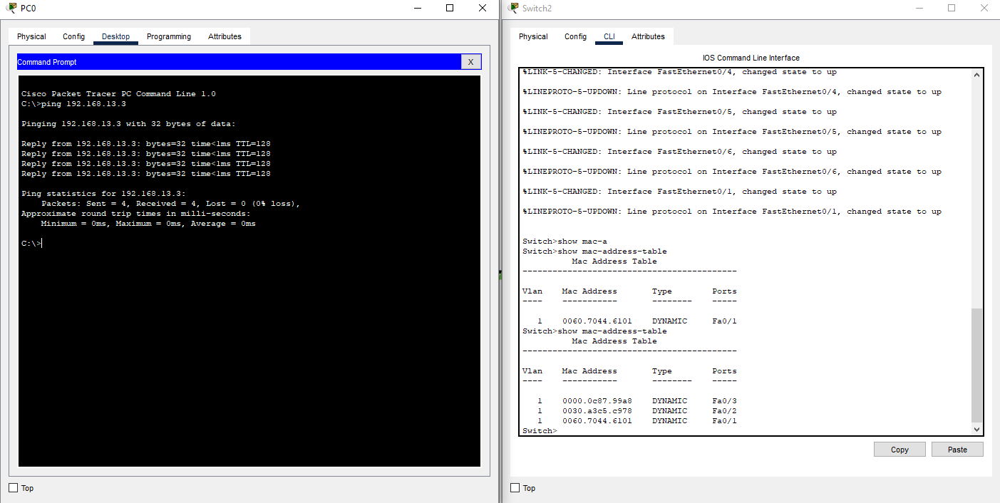 PC0
Physical Config Desktop Programming Attributes
Command Prompt
X
Cisco Packet Tracer PC Command Line 1.0
C:\>ping 192.168.13.3
Pinging 192.168.13.3 with 32 bytes of data:
Reply from 192.168.13.3: bytes=32 time<1ms TTL=128
Reply from 192.168.13.3: bytes=32 time<1ms TTL=128
Reply from 192.168.13.3: bytes=32 time<1ms TTL=128
Reply from 192.168.13.3: bytes=32 time<1ms TTL=128
Ping statistics for 192.168.13.3:
Packets: Sent = 4, Received = 4, Lost = 0 (0% loss),
Approximate round trip times in milli-seconds:
Minimum = 0ms, Maximum = 0ms, Average = 0ms
C:\>
Top
Switch2
Physical Config CLI Attributes
IOS Command Line Interface
%LINK-5-CHANGED: Interface FastEthernet0/4, changed state to up
%LINEPROTO-5-UPDOWN: Line protocol on Interface FastEthernet0/4, changed state to up
%LINK-5-CHANGED: Interface FastEthernet0/5, changed state to up
%LINEPROTO-5-UPDOWN: Line protocol on Interface FastEthernet0/5, changed state to up
%LINK-5-CHANGED: Interface FastEthernet0/6, changed state to up
%LINEPROTO-5-UPDOWN: Line protocol on Interface FastEthernet0/6, changed state to up
%LINK-5-CHANGED: Interface FastEthernet0/1, changed state to up
%LINEPROTO-5-UPDOWN: Line protocol on Interface FastEthernet0/1, changed state to up
Switch>show mac-a
Switch>show mac-address-table
Mac Address Table
-------------------------------------------
Vlan Mac Address Type Ports
---- ----------- -------- -----
1 0060.7044.6101 DYNAMIC Fa0/1
Switch>show mac-address-table
Mac Address Table
-------------------------------------------
Vlan Mac Address Type Ports
---- ----------- -------- -----
1 0000.0c87.99a8 DYNAMIC Fa0/3
1 0030.a3c5.c978 DYNAMIC Fa0/2
1 0060.7044.6101 DYNAMIC Fa0/1
Switch>
Copy Paste
Top